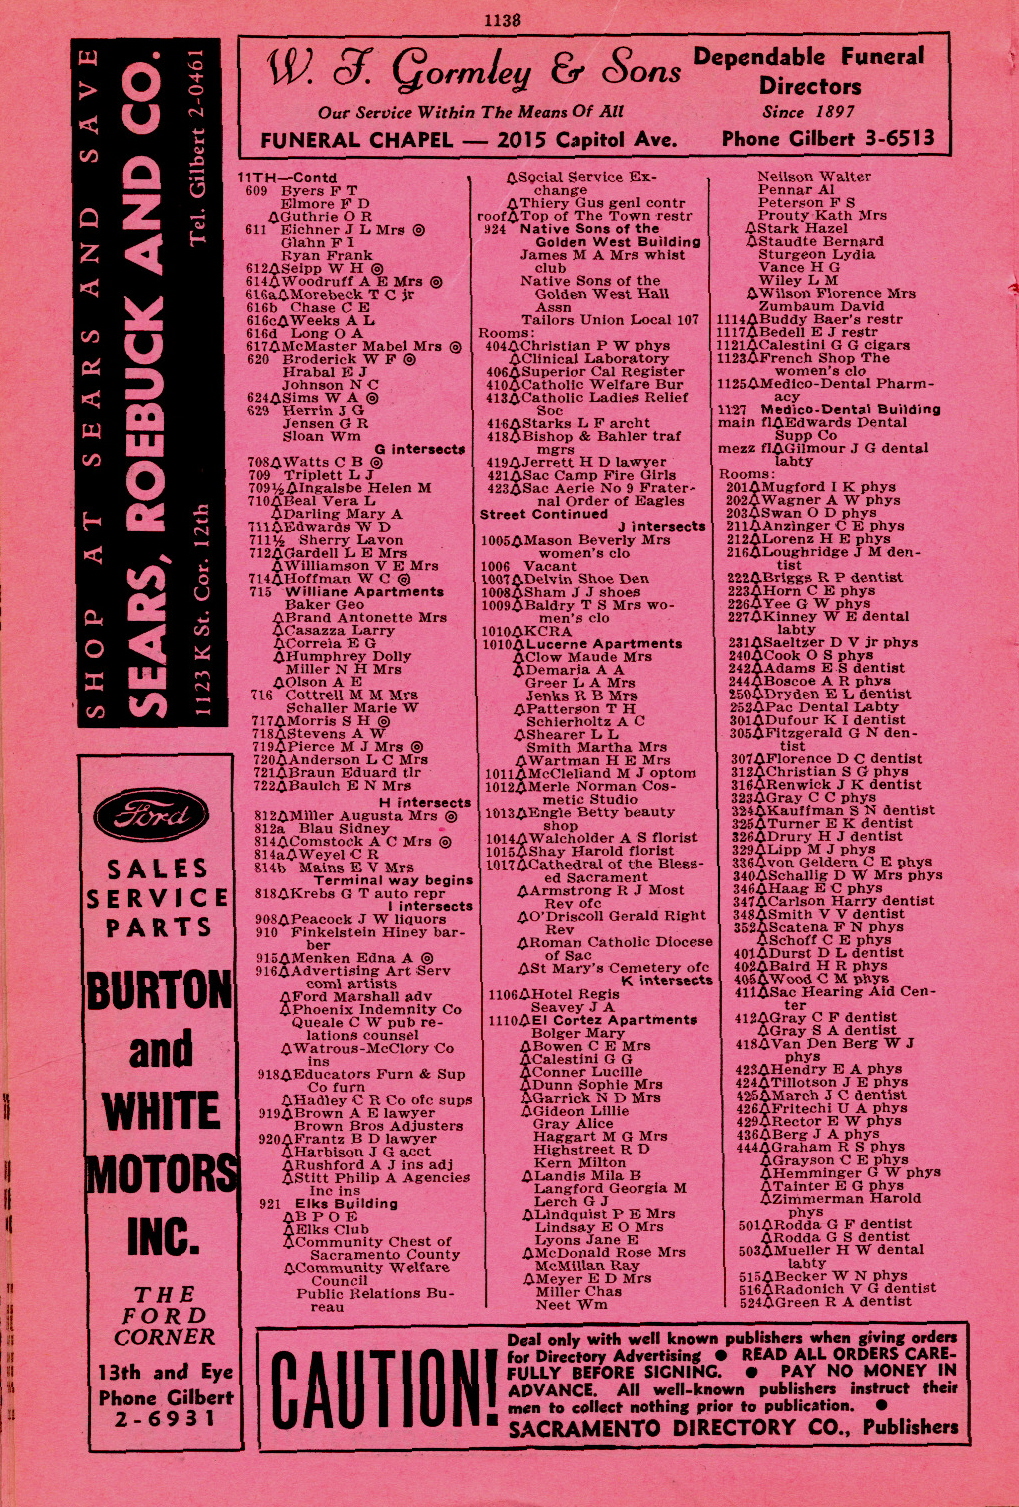 1138
SHOP AT SEARS AND SAVE
SEARS, ROEBUCK AND CO.
1123 K St. Cor. 12th Tel. Gilbert 2-0461
W. F. Gormley & Sons
Our Service Within The Means Of All
FUNERAL CHAPEL — 2015 Capitol Ave.
Dependable Funeral
Directors
Since 1897
Phone Gilbert 3-6513
11TH—Contd
609 Byers F T
Elmore F D
△Guthrie O R
611 Eichner J L Mrs ◎
Glahn F I
Ryan Frank
612△Seipp W H ◎
614△Woodruff A E Mrs ◎
616a△Morebeck T C jr
616b Chase C E
616c△Weeks A L
616d Long O A
617△McMaster Mabel Mrs ◎
620 Broderick W F ◎
Hrabal E J
Johnson N C
624△Sims W A ◎
629 Herrin J G
Jensen G R
Sloan Wm
G intersects
708△Watts C B ◎
709 Triplett L J
709½△Ingalsbe Helen M
710△Beal Vera L
△Darling Mary A
711△Edwards W D
711½ Sherry Lavon
712△Gardell L E Mrs
△Williamson V E Mrs
714△Hoffman W C ◎
715 Williane Apartments
Baker Geo
△Brand Antonette Mrs
△Casazza Larry
△Correia E G
△Humphrey Dolly
Miller N H Mrs
△Olson A E
716 Cottrell M M Mrs
Schaller Marie W
717△Morris S H ◎
718△Stevens A W
719△Pierce M J Mrs ◎
720△Anderson L C Mrs
721△Braun Eduard tlr
722△Baulch E N Mrs
H intersects
812△Miller Augusta Mrs ◎
812a Blau Sidney
814△Comstock A C Mrs ◎
814a△Weyel C R
814b Mains E V Mrs
Terminal way begins
818△Krebs G T auto repr
I intersects
908△Peacock J W liquors
910 Finkelstein Hiney bar-
ber
915△Menken Edna A ◎
916△Advertising Art Serv
coml artists
△Ford Marshall adv
△Phoenix Indemnity Co
Queale C W pub re-
lations counsel
△Watrous-McClory Co
ins
918△Educators Furn & Sup
Co furn
△Hadley C R Co ofc sups
919△Brown A E lawyer
Brown Bros Adjusters
920△Frantz B D lawyer
△Harbison J G acct
△Rushford A J ins adj
△Stitt Philip A Agencies
Inc ins
921 Elks Building
△B P O E
△Elks Club
△Community Chest of
Sacramento County
△Community Welfare
Council
Public Relations Bu-
reau
△Social Service Ex-
change
△Thiery Gus genl contr
roof△Top of The Town restr
924 Native Sons of the
Golden West Building
James M A Mrs whist
club
Native Sons of the
Golden West Hall
Assn
Tailors Union Local 107
Rooms:
404△Christian P W phys
△Clinical Laboratory
406△Superior Cal Register
410△Catholic Welfare Bur
413△Catholic Ladies Relief
Soc
416△Starks L F archt
418△Bishop & Bahler traf
mgrs
419△Jerrett H D lawyer
421△Sac Camp Fire Girls
423△Sac Aerie No 9 Frater-
nal Order of Eagles
Street Continued
J intersects
1005△Mason Beverly Mrs
women's clo
1006 Vacant
1007△Delvin Shoe Den
1008△Sham J J shoes
1009△Baldry T S Mrs wo-
men's clo
1010△KCRA
1010△Lucerne Apartments
△Clow Maude Mrs
△Demaria A A
Greer L A Mrs
Jenks R B Mrs
△Patterson T H
Schierholtz A C
△Shearer L L
Smith Martha Mrs
△Wartman H E Mrs
1011△McClelland M J optom
1012△Merle Norman Cos-
metic Studio
1013△Engle Betty beauty
shop
1014△Walcholder A S florist
1015△Shay Harold florist
1017△Cathedral of the Bless-
ed Sacrament
△Armstrong R J Most
Rev ofc
△O'Driscoll Gerald Right
Rev
△Roman Catholic Diocese
of Sac
△St Mary's Cemetery ofc
K intersects
1106△Hotel Regis
Seavey J A
1110△El Cortez Apartments
Bolger Mary
△Bowen C E Mrs
△Calestini G G
△Conner Lucille
△Dunn Sophie Mrs
△Garrick N D Mrs
△Gideon Lillie
Gray Alice
Haggart M G Mrs
Highstreet R D
Kern Milton
△Landis Mila B
Langford Georgia M
Lerch G J
△Lindquist P E Mrs
Lindsay E O Mrs
Lyons Jane E
△McDonald Rose Mrs
McMillan Ray
△Meyer E D Mrs
Miller Chas
Neet Wm
Neilson Walter
Pennar Al
Peterson F S
Prouty Kath Mrs
△Stark Hazel
△Staudte Bernard
Sturgeon Lydia
Vance H G
Wiley L M
△Wilson Florence Mrs
Zumbaum David
1114△Buddy Baer's restr
1117△Bedell E J restr
1121△Calestini G G cigars
1123△French Shop The
women's clo
1125△Medico-Dental Pharm-
acy
1127 Medico-Dental Building
main fl△Edwards Dental
Supp Co
mezz fl△Gilmour J G dental
labty
Rooms:
201△Mugford I K phys
202△Wagner A W phys
203△Swan O D phys
211△Anzinger C E phys
212△Lorenz H E phys
216△Loughridge J M den-
tist
222△Briggs R P dentist
223△Horn C E phys
226△Yee G W phys
227△Kinney W E dental
labty
231△Saeltzer D V jr phys
240△Cook O S phys
242△Adams E S dentist
244△Boscoe A R phys
250△Dryden E L dentist
252△Pac Dental Labty
301△Dufour K I dentist
305△Fitzgerald G N den-
tist
307△Florence D C dentist
312△Christian S G phys
316△Renwick J K dentist
323△Gray C C phys
324△Kauffman S N dentist
325△Turner E K dentist
326△Drury H J dentist
329△Lipp M J phys
336△von Geldern C E phys
340△Schallig D W Mrs phys
346△Haag E C phys
347△Carlson Harry dentist
348△Smith V V dentist
352△Scatena F N phys
△Schoff C E phys
401△Durst D L dentist
402△Baird H R phys
405△Wood C M phys
411△Sac Hearing Aid Cen-
ter
412△Gray C F dentist
△Gray S A dentist
418△Van Den Berg W J
phys
423△Hendry E A phys
424△Tillotson J E phys
425△March J C dentist
426△Fritechi U A phys
429△Rector E W phys
436△Berg J A phys
444△Graham R S phys
△Grayson C E phys
△Hemminger G W phys
△Tainter E G phys
△Zimmerman Harold
phys
501△Rodda G F dentist
△Rodda G S dentist
503△Mueller H W dental
labty
515△Becker W N phys
516△Radonich V G dentist
524△Green R A dentist
Ford
SALES
SERVICE
PARTS
BURTON
and
WHITE
MOTORS
INC.
THE
FORD
CORNER
13th and Eye
Phone Gilbert
2-6931
CAUTION!
Deal only with well known publishers when giving orders
for Directory Advertising ● READ ALL ORDERS CARE-
FULLY BEFORE SIGNING. ● PAY NO MONEY IN
ADVANCE. All well-known publishers instruct their
men to collect nothing prior to publication. ●
SACRAMENTO DIRECTORY CO., Publishers